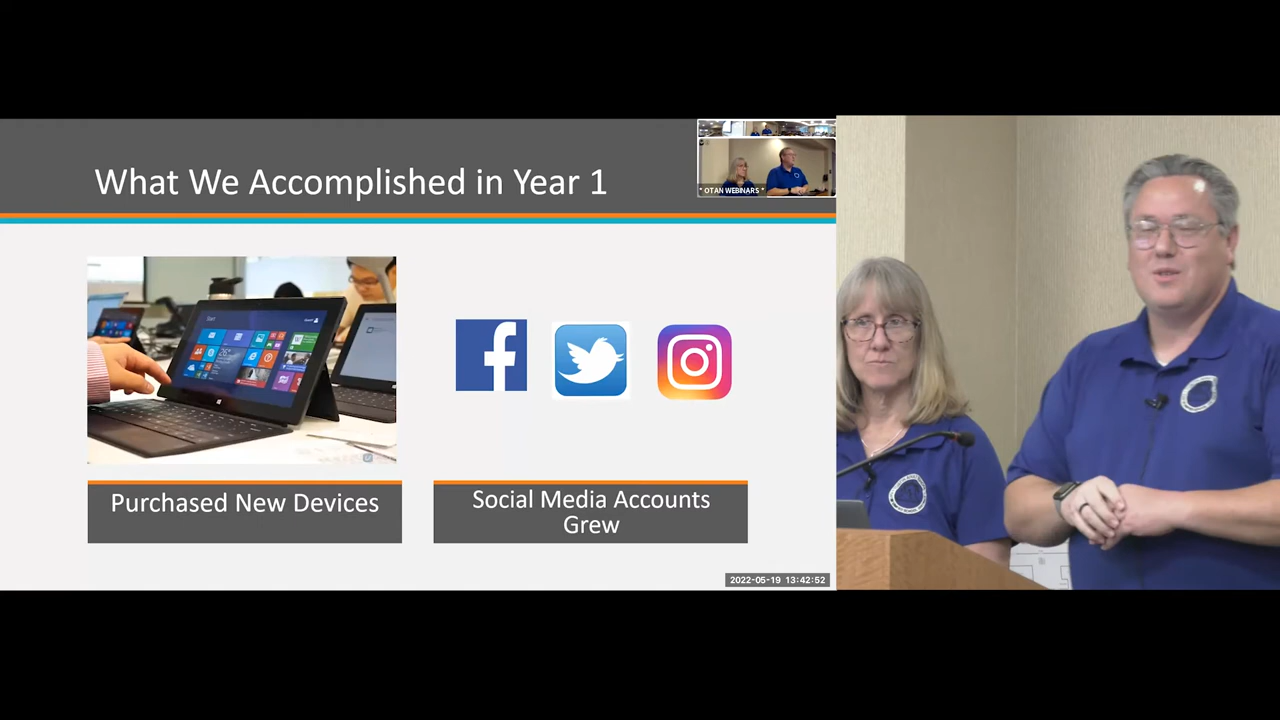 What We Accomplished in Year 1
* OTAN WEBINARS *
Start
Purchased New Devices
Social Media Accounts
Grew
2022-05-19 13:42:52